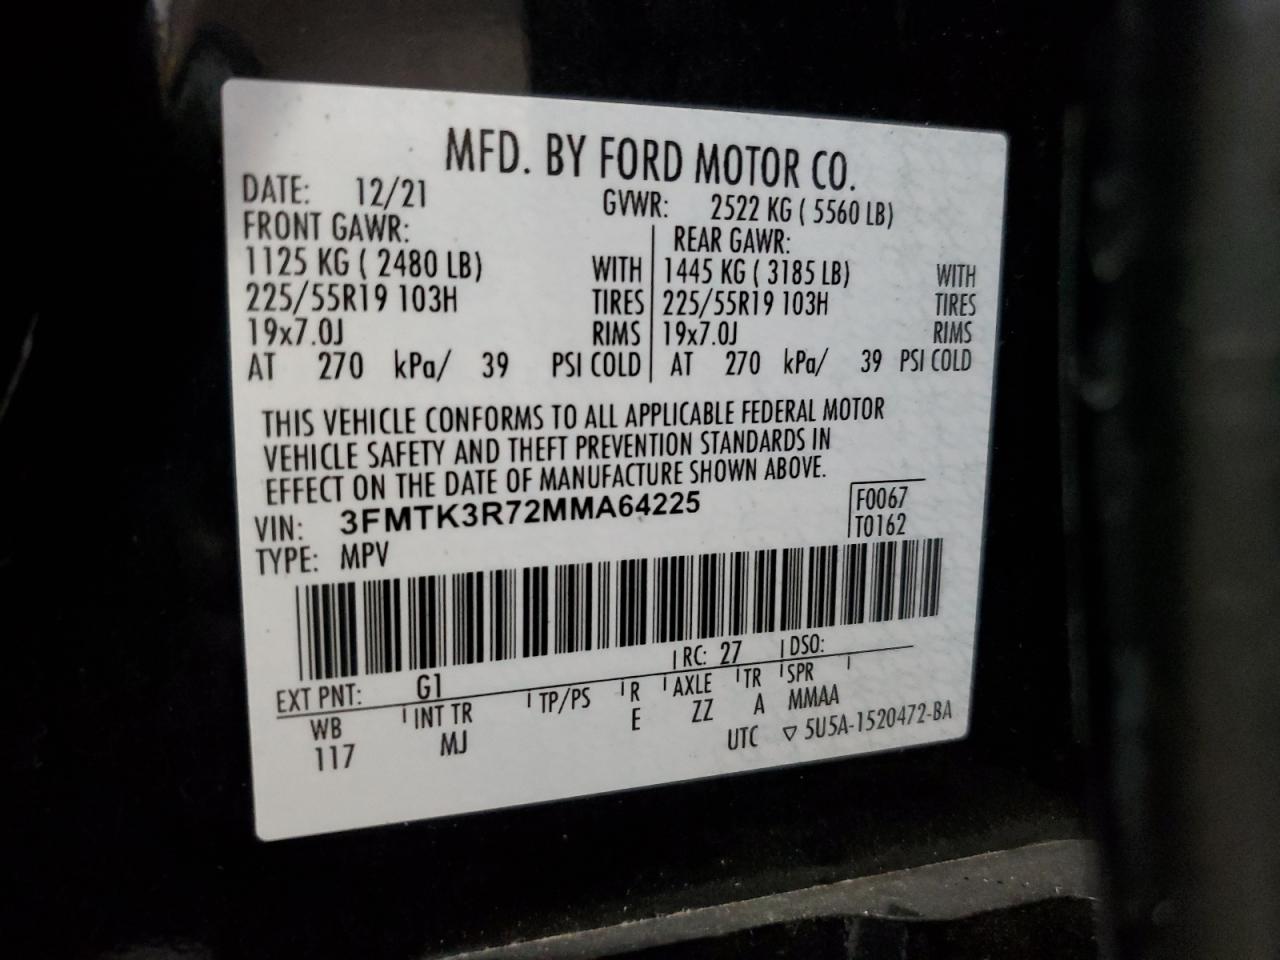 MFD. BY FORD MOTOR CO.
DATE: 12/21 GVWR: 2522 KG ( 5560 LB)
FRONT GAWR: REAR GAWR:
1125 KG ( 2480 LB) WITH 1445 KG ( 3185 LB) WITH
225/55R19 103H TIRES 225/55R19 103H TIRES
19x7.0J RIMS 19x7.0J RIMS
AT 270 kPa/ 39 PSI COLD AT 270 kPa/ 39 PSI COLD
THIS VEHICLE CONFORMS TO ALL APPLICABLE FEDERAL MOTOR
VEHICLE SAFETY AND THEFT PREVENTION STANDARDS IN
EFFECT ON THE DATE OF MANUFACTURE SHOWN ABOVE.
VIN: 3FMTK3R72MMA64225 F0067
TYPE: MPV T0162
EXT PNT: G1 RC: 27 DSO:
WB INT TR TP/PS R AXLE TR SPR
117 MJ E ZZ A MMAA
UTC ▽ 5U5A-1520472-BA